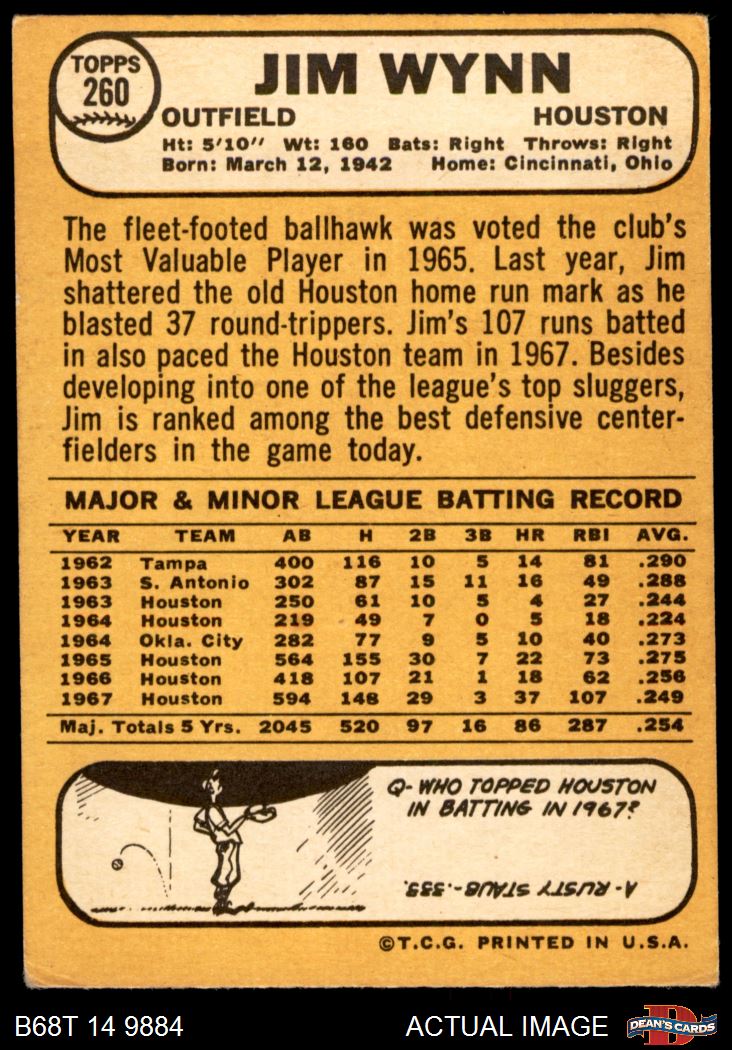 TOPPS
260
JIM WYNN
OUTFIELD HOUSTON
Ht: 5'10" Wt: 160 Bats: Right Throws: Right
Born: March 12, 1942 Home: Cincinnati, Ohio
The fleet-footed ballhawk was voted the club's
Most Valuable Player in 1965. Last year, Jim
shattered the old Houston home run mark as he
blasted 37 round-trippers. Jim's 107 runs batted
in also paced the Houston team in 1967. Besides
developing into one of the league's top sluggers,
Jim is ranked among the best defensive center-
fielders in the game today.
MAJOR & MINOR LEAGUE BATTING RECORD
YEAR TEAM AB H 2B 3B HR RBI AVG.
1962 Tampa 400 116 10 5 14 81 .290
1963 S. Antonio 302 87 15 11 16 49 .288
1963 Houston 250 61 10 5 4 27 .244
1964 Houston 219 49 7 0 5 18 .224
1964 Okla. City 282 77 9 5 10 40 .273
1965 Houston 564 155 30 7 22 73 .275
1966 Houston 418 107 21 1 18 62 .256
1967 Houston 594 148 29 3 37 107 .249
Maj. Totals 5 Yrs. 2045 520 97 16 86 287 .254
Q- WHO TOPPED HOUSTON
IN BATTING IN 1967?
A- RUSTY STAUB-.333.
©T.C.G. PRINTED IN U.S.A.
B68T 14 9884 ACTUAL IMAGE
D
DEAN'S CARDS